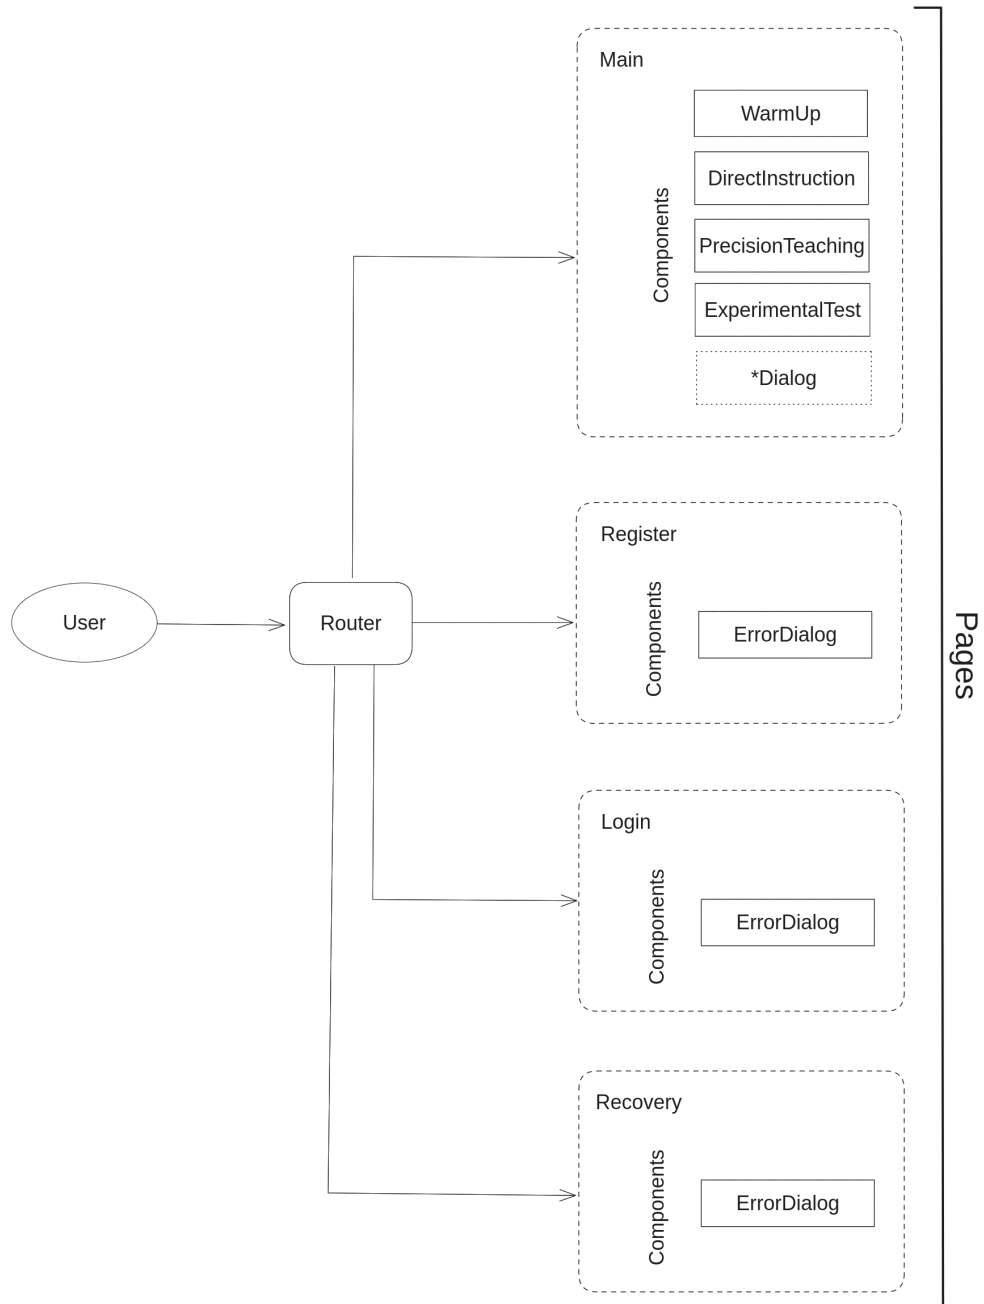 Main
WarmUp
DirectInstruction
PrecisionTeaching
ExperimentalTest
*Dialog
Components
Register
ErrorDialog
Components
User
Router
Pages
Login
ErrorDialog
Components
Recovery
ErrorDialog
Components